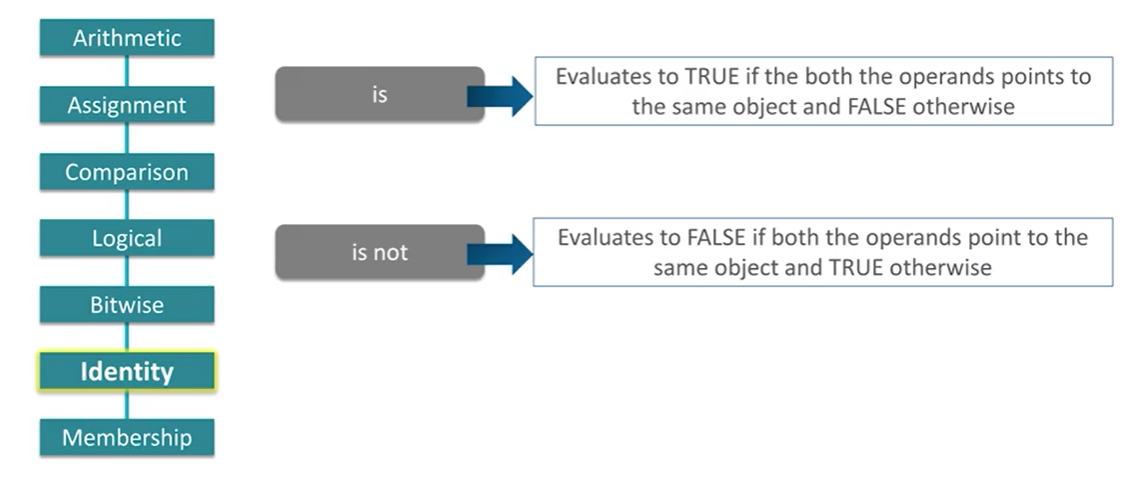 Arithmetic
Assignment
Comparison
Logical
Bitwise
Identity
Membership
is
Evaluates to TRUE if the both the operands points to
the same object and FALSE otherwise
is not
Evaluates to FALSE if both the operands point to the
same object and TRUE otherwise